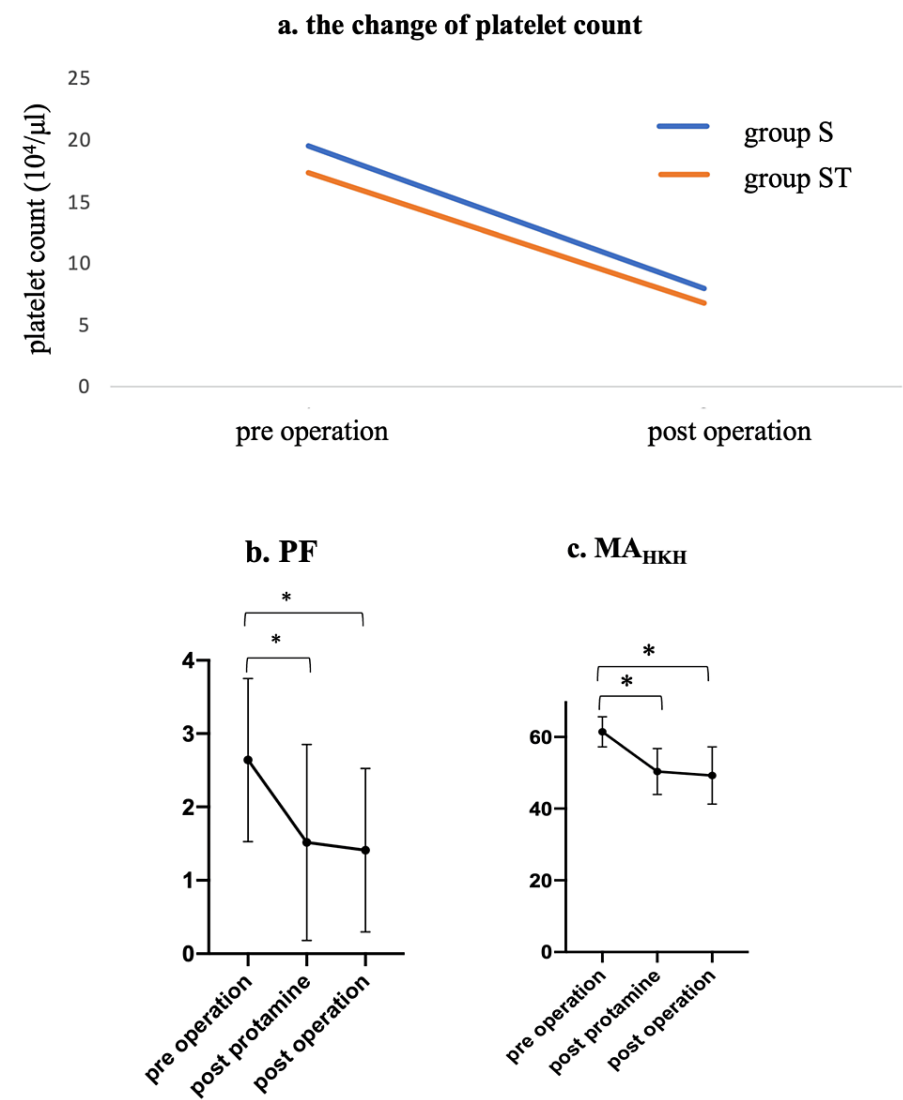 a. the change of platelet count
platelet count (10⁴/μl)
25
20
15
10
5
0
group S
group ST
pre operation
post operation
b. PF
*
*
4
3
2
1
0
pre operation
post protamine
post operation
c. MA_HKH
*
*
60
40
20
0
pre operation
post protamine
post operation